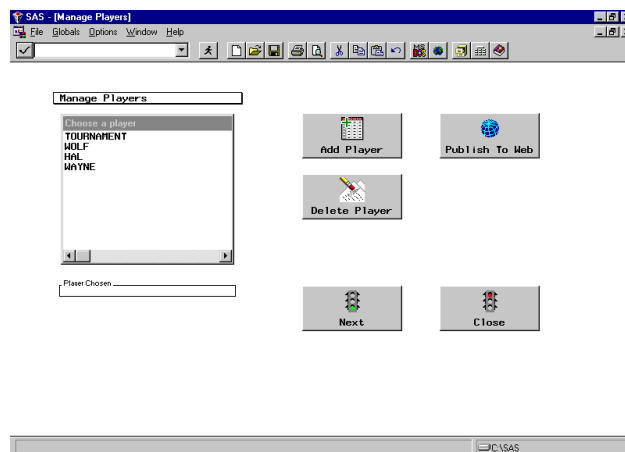 SAS - [Manage Players]
File Globals Options Window Help
Manage Players
Choose a player
TOURNAMENT
WOLF
HAL
WAYNE
Add Player
Publish To Web
Delete Player
Player Chosen
Next
Close
C:\SAS